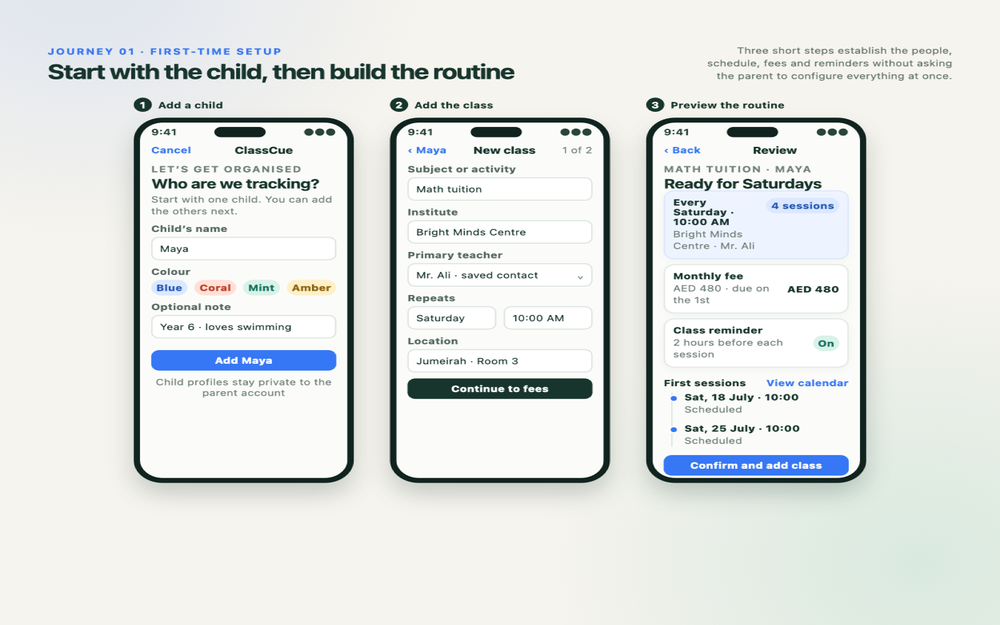 JOURNEY 01 · FIRST-TIME SETUP
Start with the child, then build the routine
Three short steps establish the people,
schedule, fees and reminders without asking
the parent to configure everything at once.
1 Add a child
9:41
Cancel ClassCue
LET’S GET ORGANISED
Who are we tracking?
Start with one child. You can add
the others next.
Child’s name
Maya
Colour
Blue Coral Mint Amber
Optional note
Year 6 · loves swimming
Add Maya
Child profiles stay private to the
parent account
2 Add the class
9:41
‹ Maya New class 1 of 2
Subject or activity
Math tuition
Institute
Bright Minds Centre
Primary teacher
Mr. Ali · saved contact
Repeats
Saturday 10:00 AM
Location
Jumeirah · Room 3
Continue to fees
3 Preview the routine
9:41
‹ Back Review
MATH TUITION · MAYA
Ready for Saturdays
Every
Saturday ·
10:00 AM
4 sessions
Bright Minds
Centre · Mr. Ali
Monthly fee
AED 480 · due on
the 1st
AED 480
Class reminder
2 hours before each
session
On
First sessions View calendar
Sat, 18 July · 10:00
Scheduled
Sat, 25 July · 10:00
Scheduled
Confirm and add class